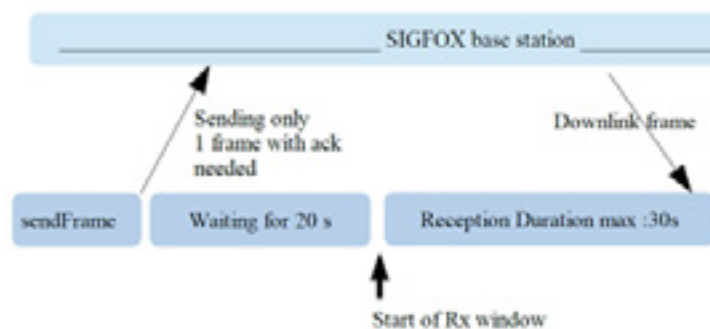 SIGFOX base station
Sending only
1 frame with ack
needed
Downlink frame
sendFrame
Waiting for 20 s
Reception Duration max :30s
Start of Rx window